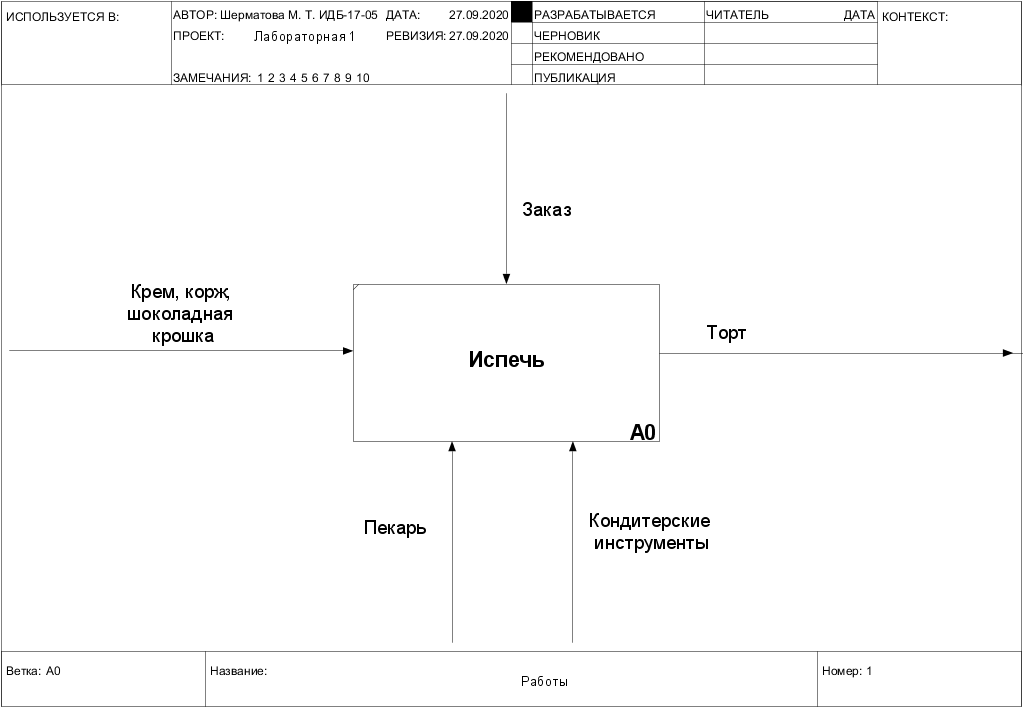 ИСПОЛЬЗУЕТСЯ В:
АВТОР: Шерматова М. Т. ИДБ-17-05 ДАТА: 27.09.2020
РАЗРАБАТЫВАЕТСЯ
ЧИТАТЕЛЬ ДАТА
КОНТЕКСТ:
ПРОЕКТ: Лабораторная 1 РЕВИЗИЯ: 27.09.2020
ЧЕРНОВИК
РЕКОМЕНДОВАНО
ЗАМЕЧАНИЯ: 1 2 3 4 5 6 7 8 9 10
ПУБЛИКАЦИЯ
Заказ
Крем, корж,
шоколадная
крошка
Испечь
A0
Торт
Пекарь
Кондитерские
инструменты
Ветка: A0
Название:
Работы
Номер: 1